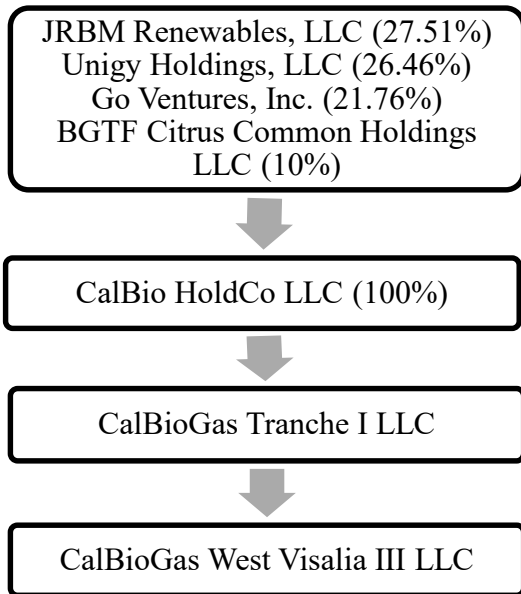 JRBM Renewables, LLC (27.51%)
Unigy Holdings, LLC (26.46%)
Go Ventures, Inc. (21.76%)
BGTF Citrus Common Holdings
LLC (10%)
CalBio HoldCo LLC (100%)
CalBioGas Tranche I LLC
CalBioGas West Visalia III LLC